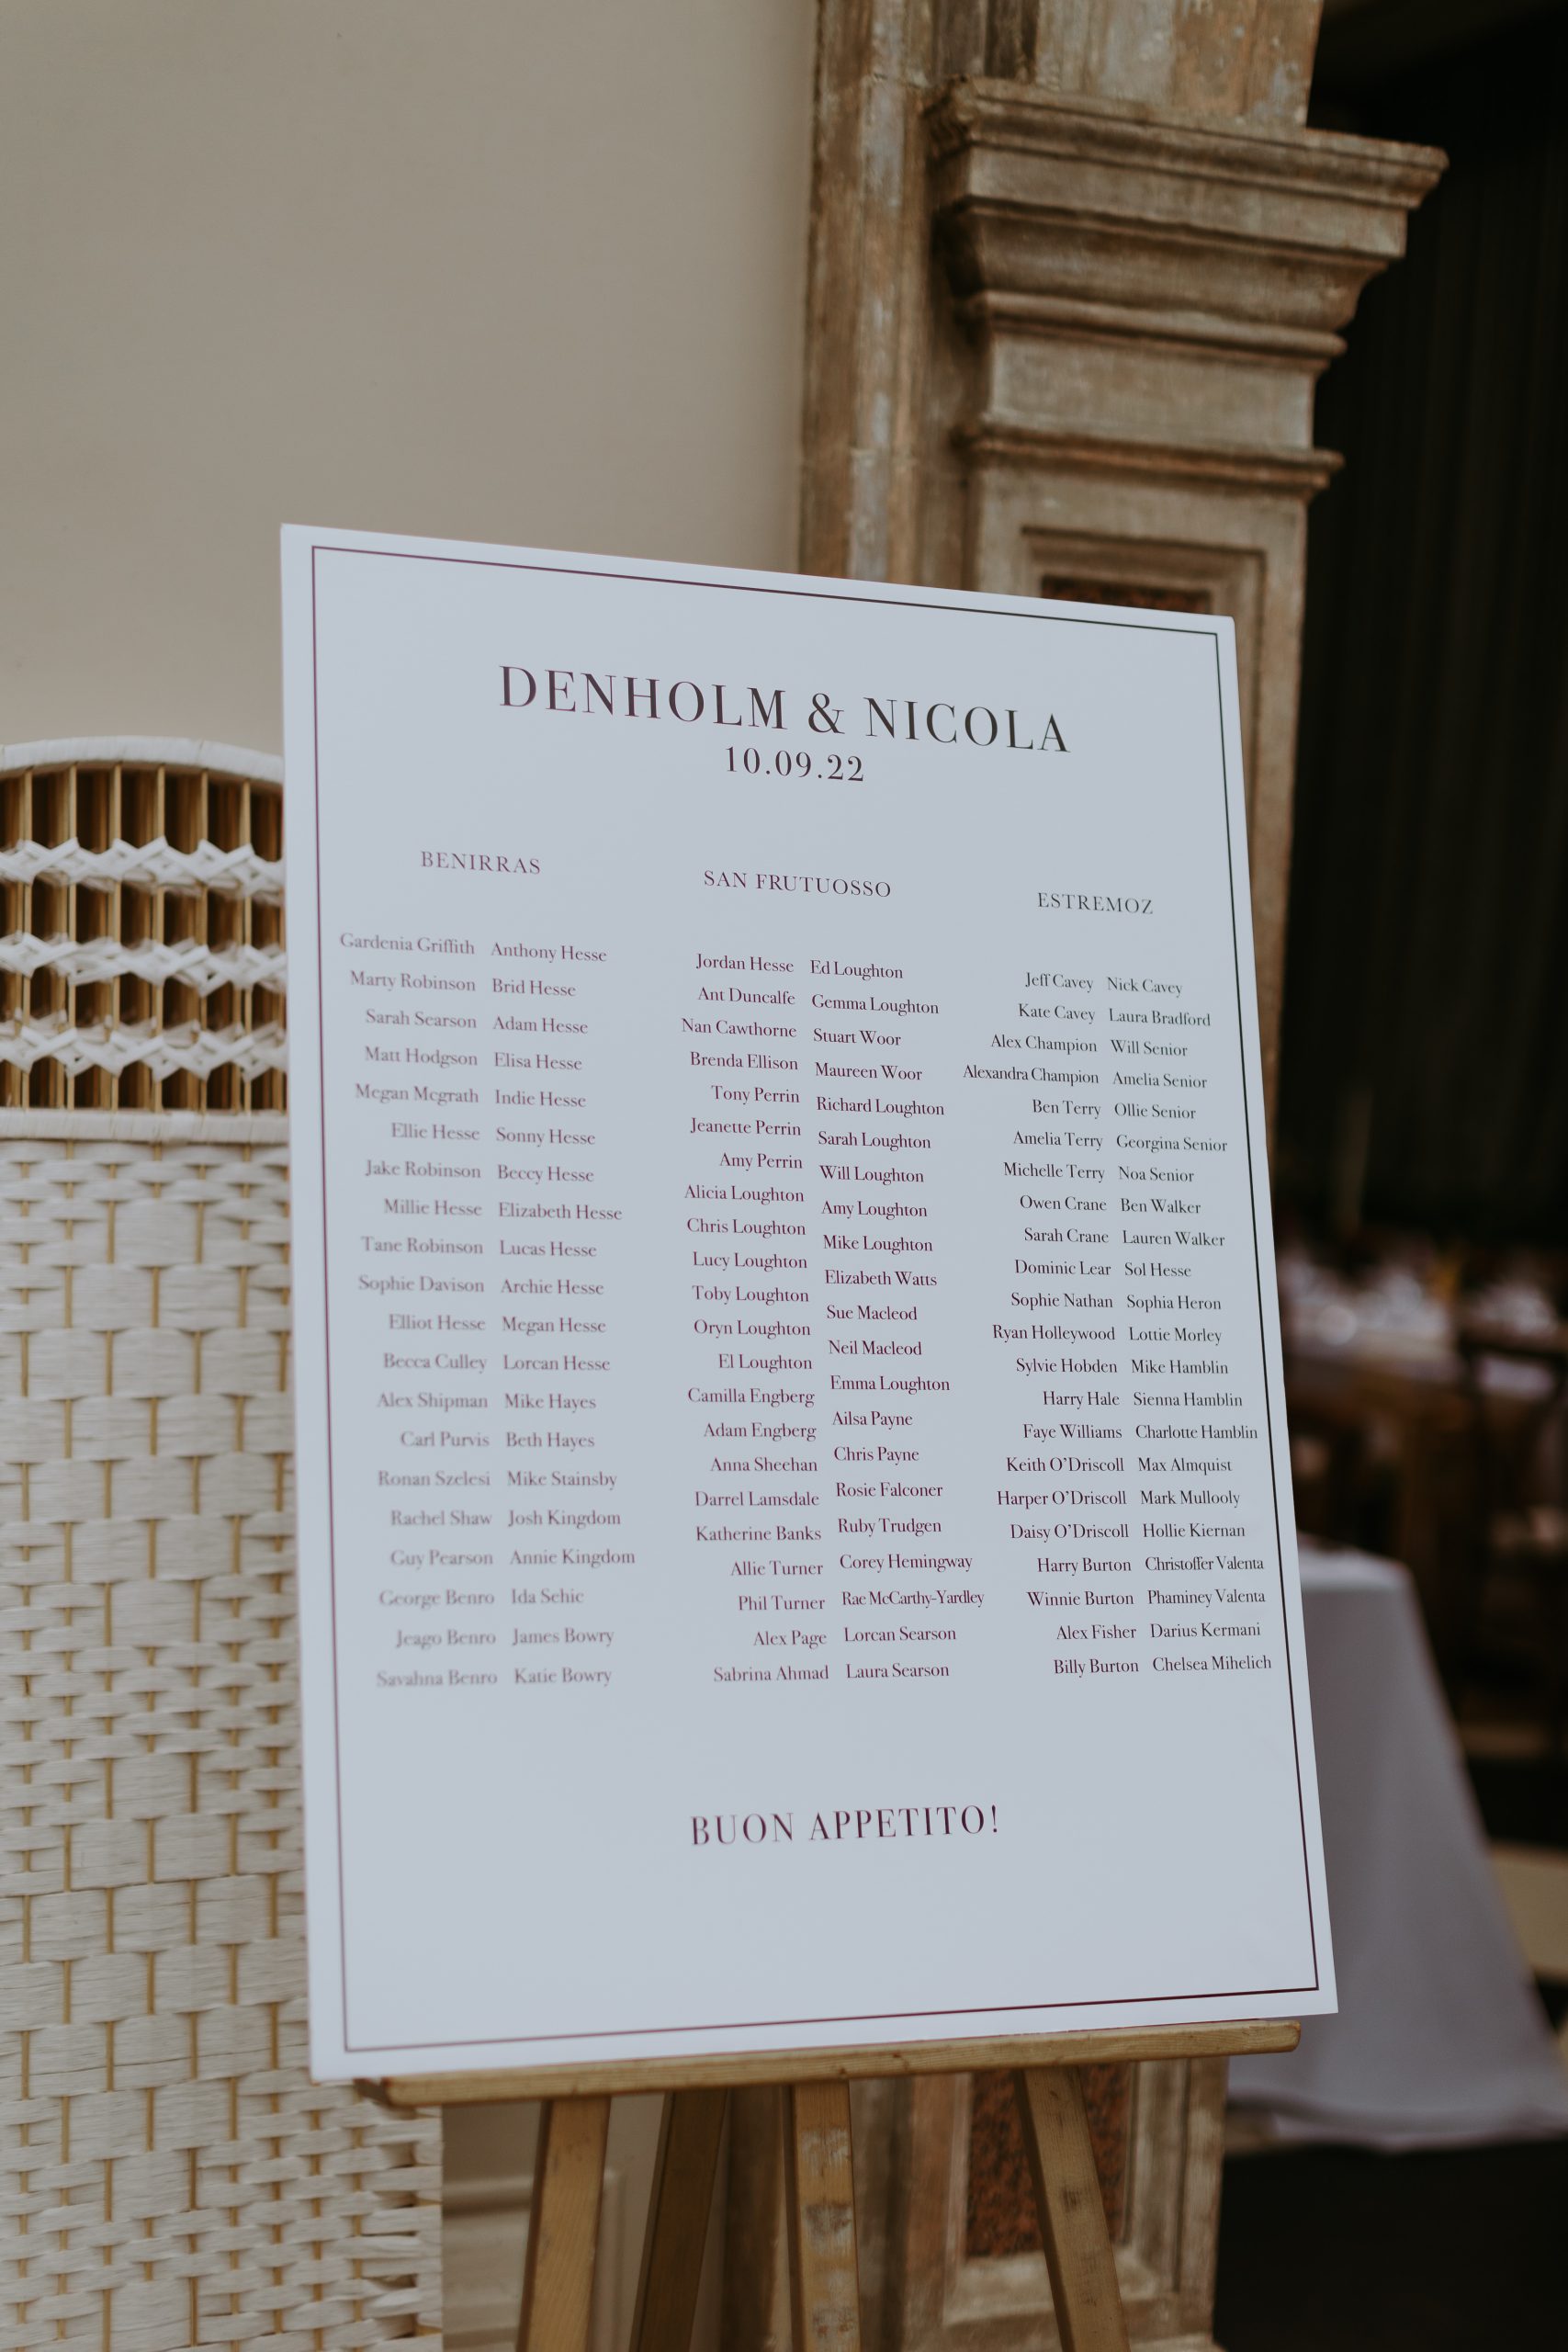 DENHOLM & NICOLA
10.09.22
BENIRRAS
Gardenia Griffith Anthony Hesse
Marty Robinson Brid Hesse
Sarah Searson Adam Hesse
Matt Hodgson Elisa Hesse
Megan Mcgrath Indie Hesse
Ellie Hesse Sonny Hesse
Jake Robinson Beccy Hesse
Millie Hesse Elizabeth Hesse
Tane Robinson Lucas Hesse
Sophie Davison Archie Hesse
Elliot Hesse Megan Hesse
Becca Culley Lorcan Hesse
Alex Shipman Mike Hayes
Carl Purvis Beth Hayes
Ronan Szelesi Mike Stainsby
Rachel Shaw Josh Kingdom
Guy Pearson Annie Kingdom
George Benro Ida Sehic
Jeago Benro James Bowry
Savahna Benro Katie Bowry
SAN FRUTUOSSO
Jordan Hesse Ed Loughton
Ant Duncalfe Gemma Loughton
Nan Cawthorne Stuart Woor
Brenda Ellison Maureen Woor
Tony Perrin Richard Loughton
Jeanette Perrin Sarah Loughton
Amy Perrin Will Loughton
Alicia Loughton Amy Loughton
Chris Loughton Mike Loughton
Lucy Loughton Elizabeth Watts
Toby Loughton Sue Macleod
Oryn Loughton Neil Macleod
El Loughton Emma Loughton
Camilla Engberg Ailsa Payne
Adam Engberg Chris Payne
Anna Sheehan Rosie Falconer
Darrel Lamsdale Ruby Trudgen
Katherine Banks Corey Hemingway
Allie Turner Rae McCarthy-Yardley
Phil Turner Lorcan Searson
Alex Page Laura Searson
Sabrina Ahmad
ESTREMOZ
Jeff Cavey Nick Cavey
Kate Cavey Laura Bradford
Alex Champion Will Senior
Alexandra Champion Amelia Senior
Ben Terry Ollie Senior
Amelia Terry Georgina Senior
Michelle Terry Noa Senior
Owen Crane Ben Walker
Sarah Crane Lauren Walker
Dominic Lear Sol Hesse
Sophie Nathan Sophia Heron
Ryan Holleywood Lottie Morley
Sylvie Hobden Mike Hamblin
Harry Hale Sienna Hamblin
Faye Williams Charlotte Hamblin
Keith O'Driscoll Max Almquist
Harper O'Driscoll Mark Mullooly
Daisy O'Driscoll Hollie Kiernan
Harry Burton Christoffer Valenta
Winnie Burton Phaminey Valenta
Alex Fisher Darius Kermani
Billy Burton Chelsea Mihelich
BUON APPETITO!